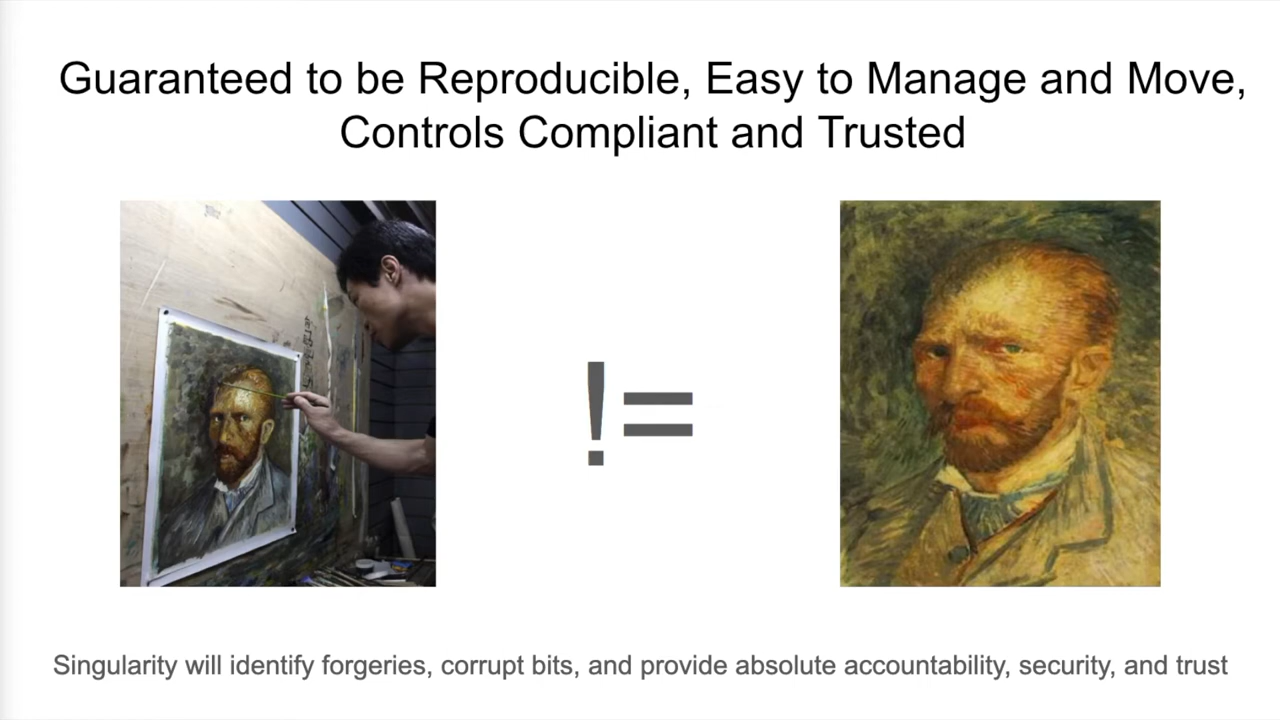 Guaranteed to be Reproducible, Easy to Manage and Move,
Controls Compliant and Trusted
!=
Singularity will identify forgeries, corrupt bits, and provide absolute accountability, security, and trust